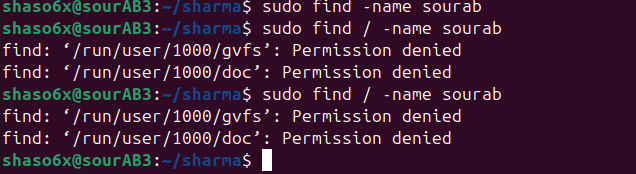 shaso6x@sourAB3:~/sharma$ sudo find -name sourab
shaso6x@sourAB3:~/sharma$ sudo find / -name sourab
find: ‘/run/user/1000/gvfs’: Permission denied
find: ‘/run/user/1000/doc’: Permission denied
shaso6x@sourAB3:~/sharma$ sudo find / -name sourab
find: ‘/run/user/1000/gvfs’: Permission denied
find: ‘/run/user/1000/doc’: Permission denied
shaso6x@sourAB3:~/sharma$